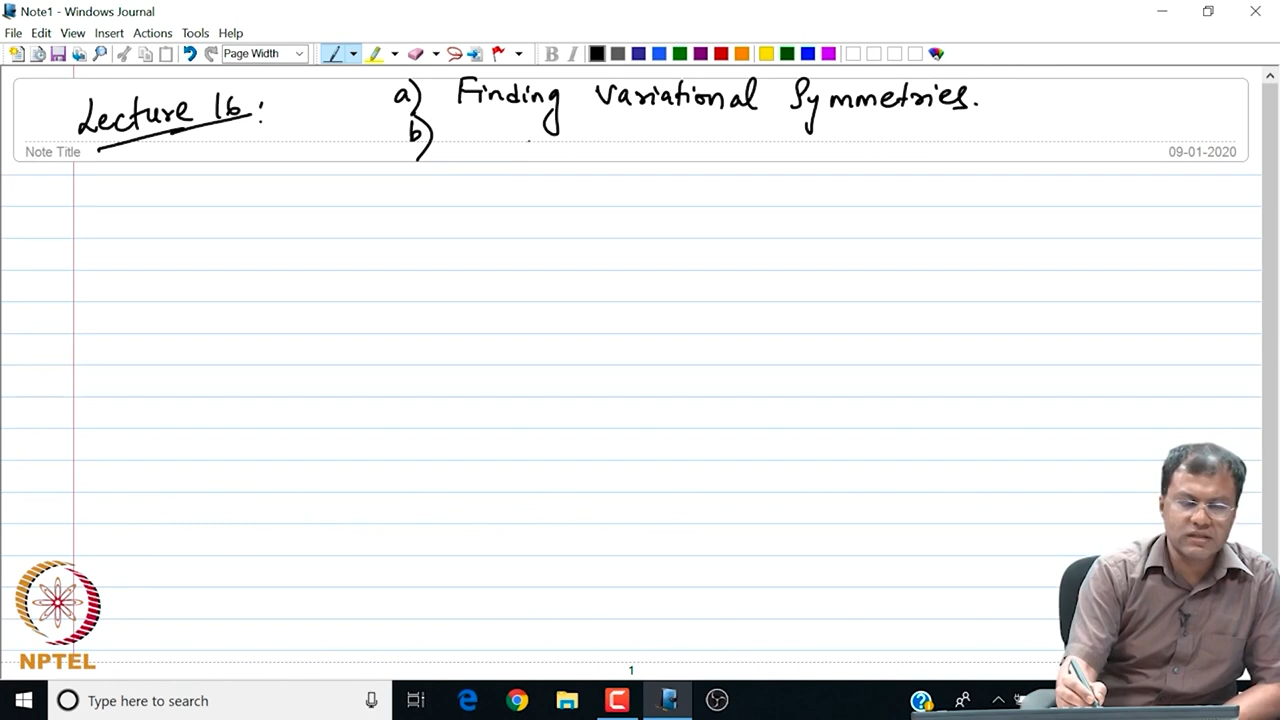 Note1 - Windows Journal
File Edit View Insert Actions Tools Help
Page Width B I
Lecture 16: a) Finding Variational Symmetries.
b)
Note Title 09-01-2020
NPTEL
1
Type here to search